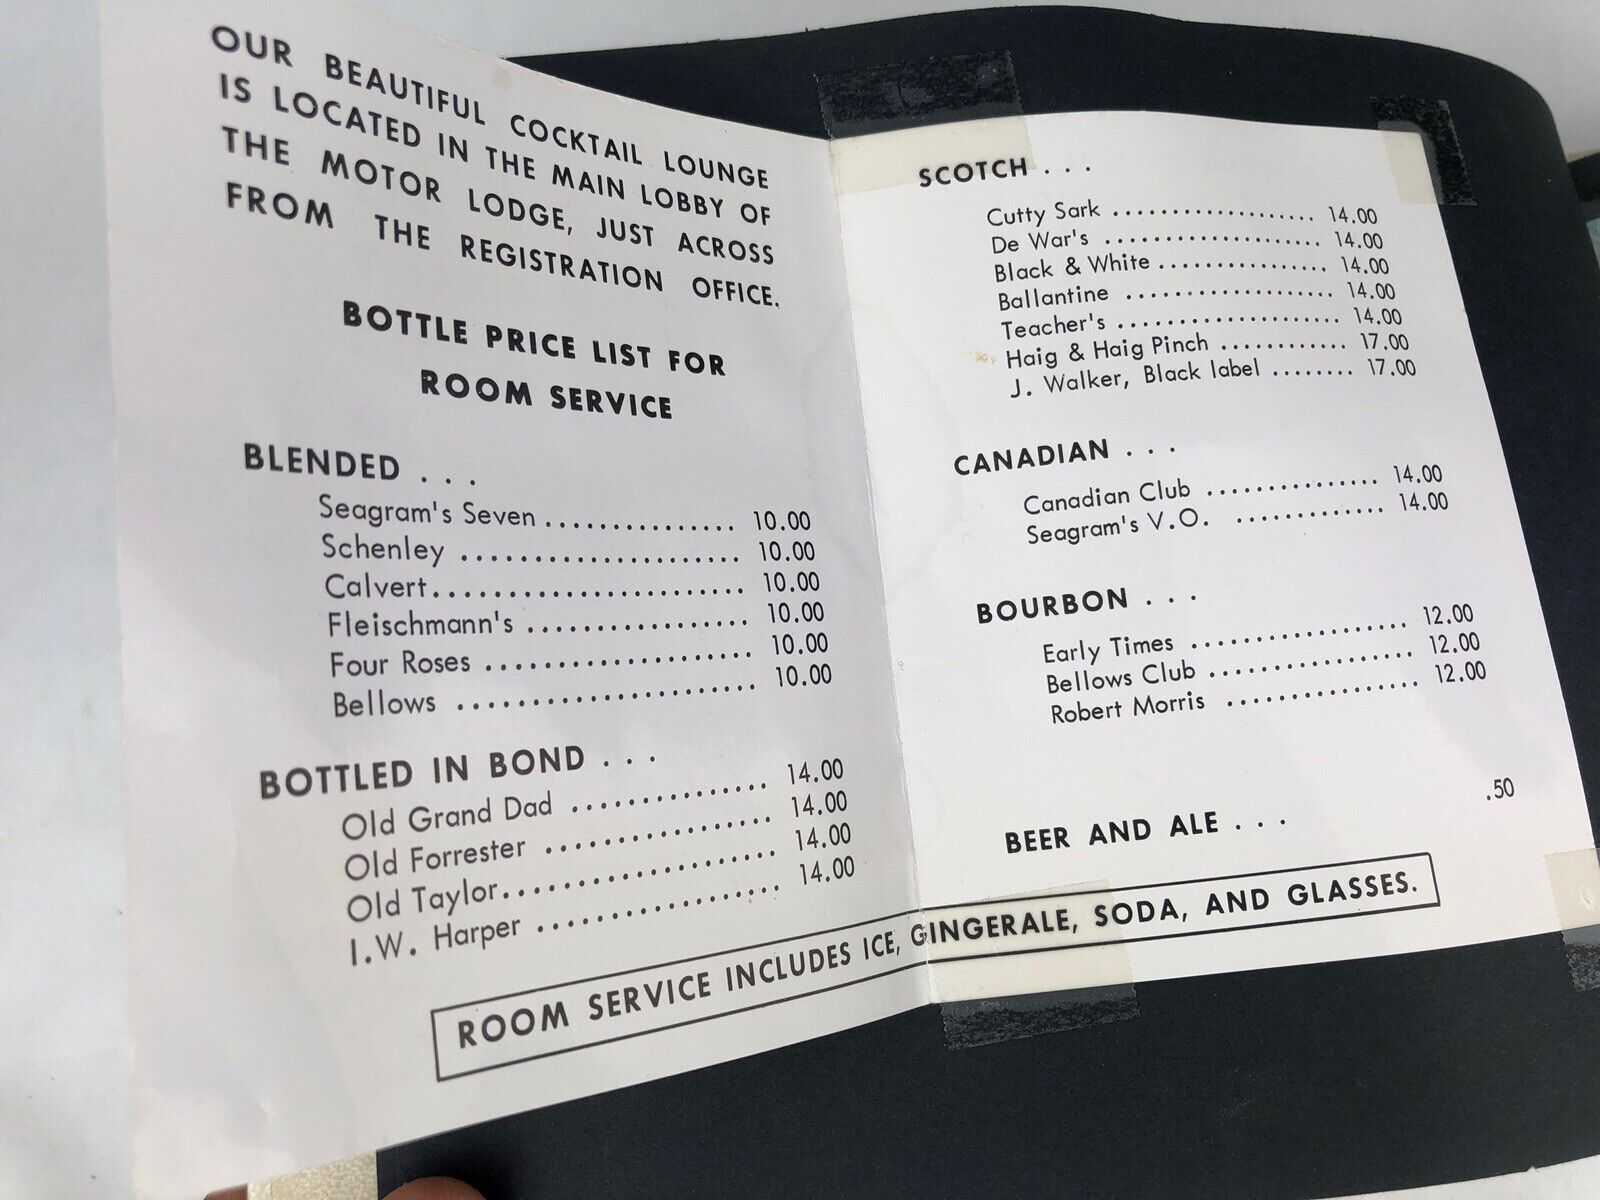 OUR BEAUTIFUL COCKTAIL LOUNGE
IS LOCATED IN THE MAIN LOBBY OF
THE MOTOR LODGE, JUST ACROSS
FROM THE REGISTRATION OFFICE.
BOTTLE PRICE LIST FOR
ROOM SERVICE
BLENDED . . .
Seagram's Seven ................ 10.00
Schenley ........................ 10.00
Calvert.......................... 10.00
Fleischmann's ................... 10.00
Four Roses ....................... 10.00
Bellows .......................... 10.00
BOTTLED IN BOND . . .
Old Grand Dad ................. 14.00
Old Forrester .................... 14.00
Old Taylor........................ 14.00
I.W. Harper ...................... 14.00
SCOTCH . . .
Cutty Sark .................... 14.00
De War's ...................... 14.00
Black & White ................. 14.00
Ballantine .................... 14.00
Teacher's ...................... 14.00
Haig & Haig Pinch ............ 17.00
J. Walker, Black label ........ 17.00
CANADIAN . . .
Canadian Club ............... 14.00
Seagram's V.O. ............. 14.00
BOURBON . . .
Early Times ................... 12.00
Bellows Club .................. 12.00
Robert Morris ................. 12.00
BEER AND ALE . . . .50
ROOM SERVICE INCLUDES ICE, GINGERALE, SODA, AND GLASSES.